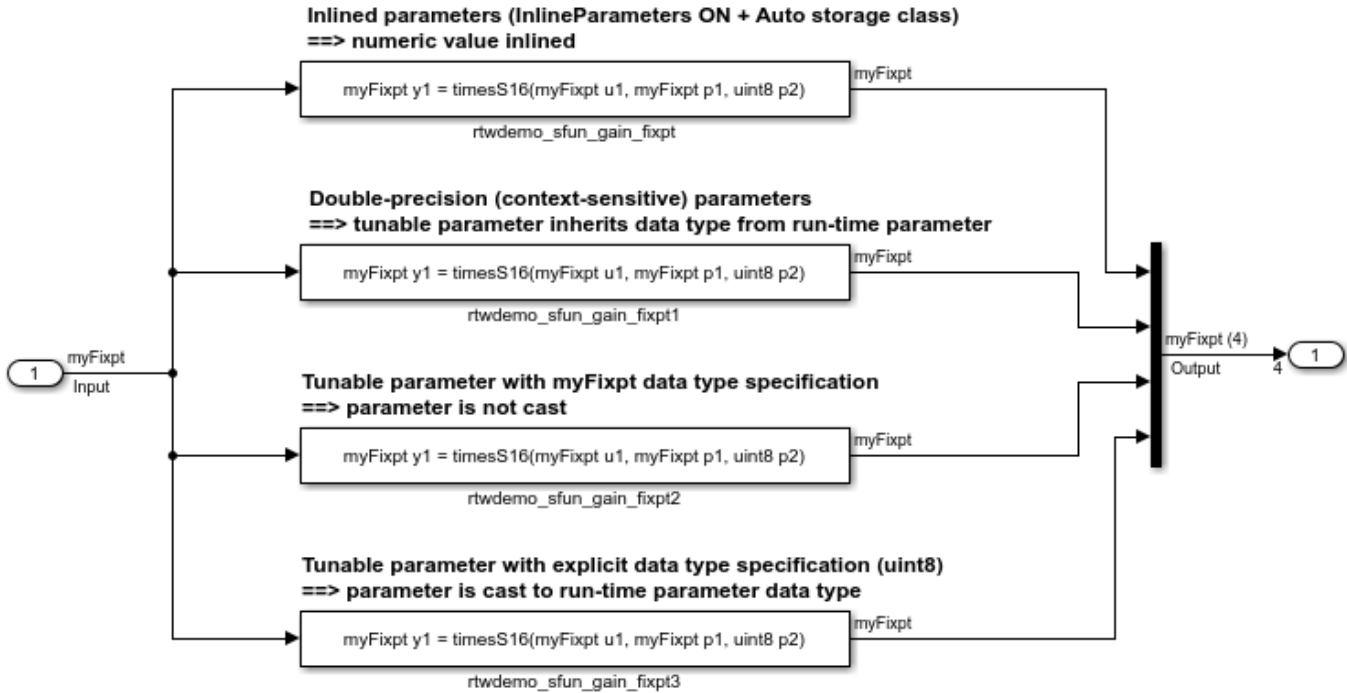 Inlined parameters (InlineParameters ON + Auto storage class)
==> numeric value inlined
myFixpt y1 = timesS16(myFixpt u1, myFixpt p1, uint8 p2)
myFixpt
rtwdemo_sfun_gain_fixpt
Double-precision (context-sensitive) parameters
==> tunable parameter inherits data type from run-time parameter
myFixpt y1 = timesS16(myFixpt u1, myFixpt p1, uint8 p2)
myFixpt
rtwdemo_sfun_gain_fixpt1
1
myFixpt
Input
myFixpt (4)
Output
4
1
Tunable parameter with myFixpt data type specification
==> parameter is not cast
myFixpt y1 = timesS16(myFixpt u1, myFixpt p1, uint8 p2)
myFixpt
rtwdemo_sfun_gain_fixpt2
Tunable parameter with explicit data type specification (uint8)
==> parameter is cast to run-time parameter data type
myFixpt y1 = timesS16(myFixpt u1, myFixpt p1, uint8 p2)
myFixpt
rtwdemo_sfun_gain_fixpt3